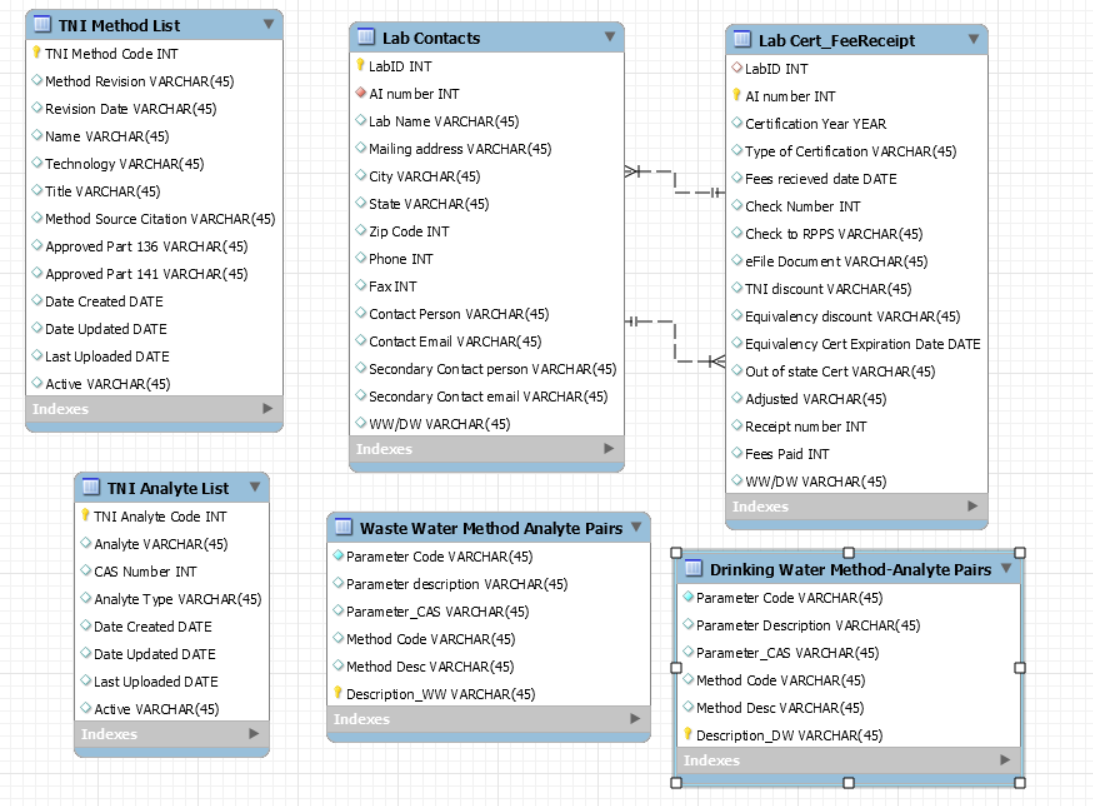 TNI Method List
TNI Method Code INT
Method Revision VARCHAR(45)
Revision Date VARCHAR(45)
Name VARCHAR(45)
Technology VARCHAR(45)
Title VARCHAR(45)
Method Source Citation VARCHAR(45)
Approved Part 136 VARCHAR(45)
Approved Part 141 VARCHAR(45)
Date Created DATE
Date Updated DATE
Last Uploaded DATE
Active VARCHAR(45)
Indexes
Lab Contacts
LabID INT
AI number INT
Lab Name VARCHAR(45)
Mailing address VARCHAR(45)
City VARCHAR(45)
State VARCHAR(45)
Zip Code INT
Phone INT
Fax INT
Contact Person VARCHAR(45)
Contact Email VARCHAR(45)
Secondary Contact person VARCHAR(45)
Secondary Contact email VARCHAR(45)
WW/DW VARCHAR(45)
Indexes
Lab Cert_FeeReceipt
LabID INT
AI number INT
Certification Year YEAR
Type of Certification VARCHAR(45)
Fees recieved date DATE
Check Number INT
Check to RPPS VARCHAR(45)
eFile Document VARCHAR(45)
TNI discount VARCHAR(45)
Equivalency discount VARCHAR(45)
Equivalency Cert Expiration Date DATE
Out of state Cert VARCHAR(45)
Adjusted VARCHAR(45)
Receipt number INT
Fees Paid INT
WW/DW VARCHAR(45)
Indexes
TNI Analyte List
TNI Analyte Code INT
Analyte VARCHAR(45)
CAS Number INT
Analyte Type VARCHAR(45)
Date Created DATE
Date Updated DATE
Last Uploaded DATE
Active VARCHAR(45)
Indexes
Waste Water Method Analyte Pairs
Parameter Code VARCHAR(45)
Parameter description VARCHAR(45)
Parameter_CAS VARCHAR(45)
Method Code VARCHAR(45)
Method Desc VARCHAR(45)
Description_WW VARCHAR(45)
Indexes
Drinking Water Method-Analyte Pairs
Parameter Code VARCHAR(45)
Parameter Description VARCHAR(45)
Parameter_CAS VARCHAR(45)
Method Code VARCHAR(45)
Method Desc VARCHAR(45)
Description_DW VARCHAR(45)
Indexes